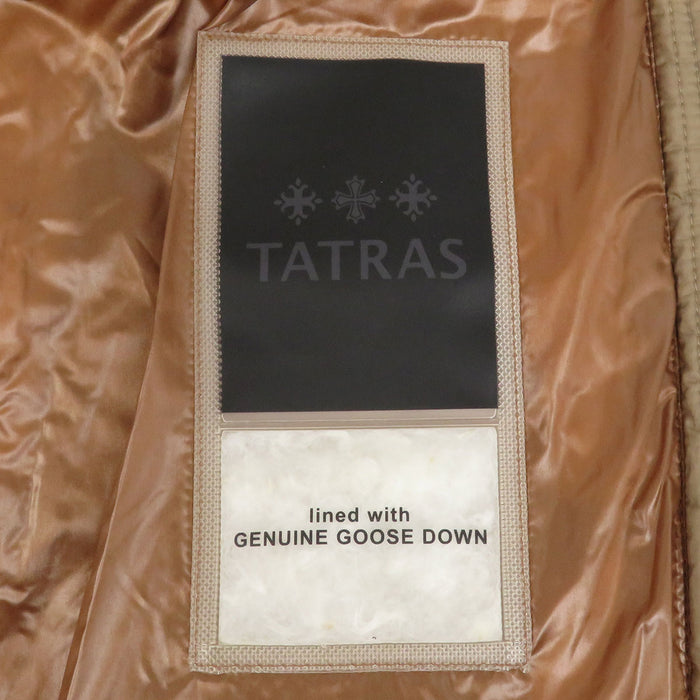 TATRAS
lined with
GENUINE GOOSE DOWN